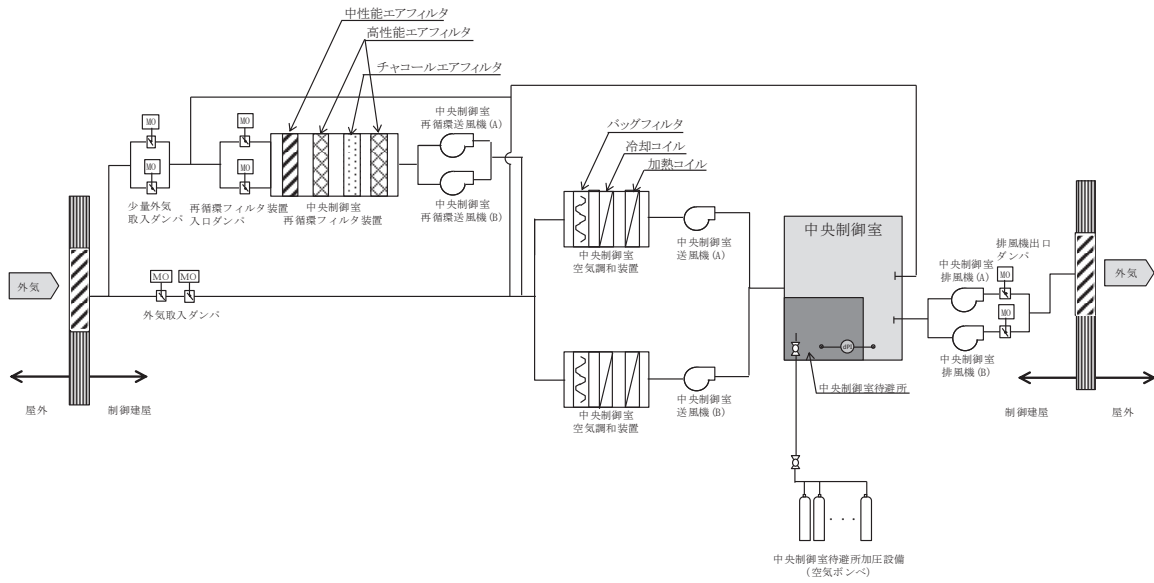 中性能エアフィルタ
高性能エアフィルタ
チャコールエアフィルタ
MO
MO
少量外気
取入ダンパ
MO
MO
再循環フィルタ装置
入口ダンパ
中央制御室
再循環フィルタ装置
中央制御室
再循環送風機(A)
中央制御室
再循環送風機(B)
バッグフィルタ
冷却コイル
加熱コイル
中央制御室
空気調和装置
中央制御室
送風機(A)
外気
MO
MO
外気取入ダンパ
中央制御室
空気調和装置
中央制御室
送風機(B)
中央制御室
dPI
中央制御室待避所
排風機出口
ダンパ
中央制御室
排風機(A)
MO
MO
中央制御室
排風機(B)
外気
屋外
制御建屋
制御建屋
屋外
・・・
中央制御室待避所加圧設備
(空気ボンベ)